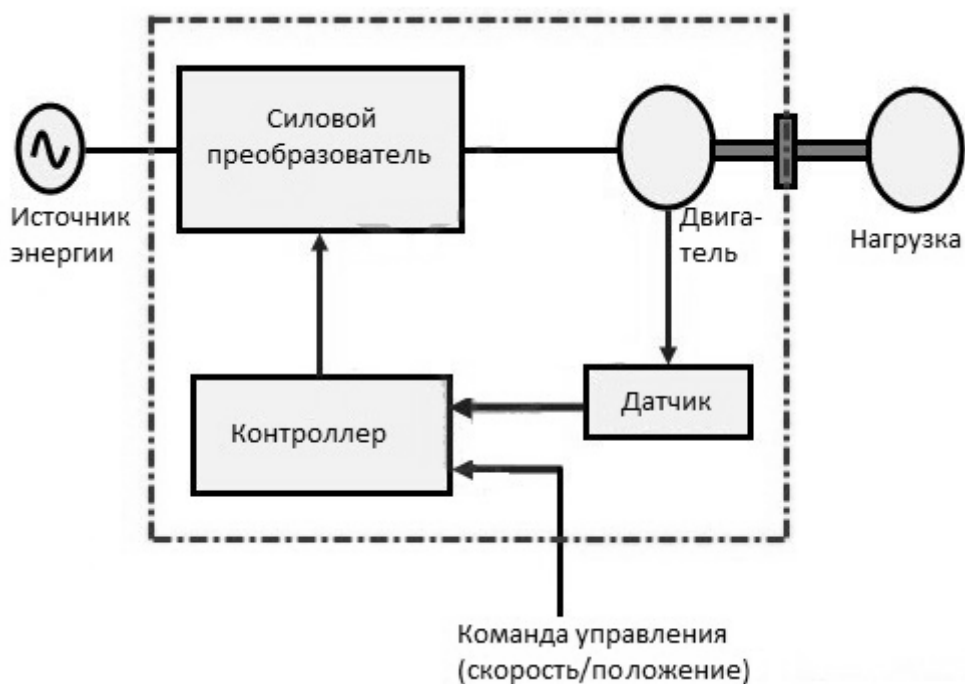 Силовой
преобразователь
Источник
энергии
Двига-
тель
Нагрузка
Датчик
Контроллер
Команда управления
(скорость/положение)